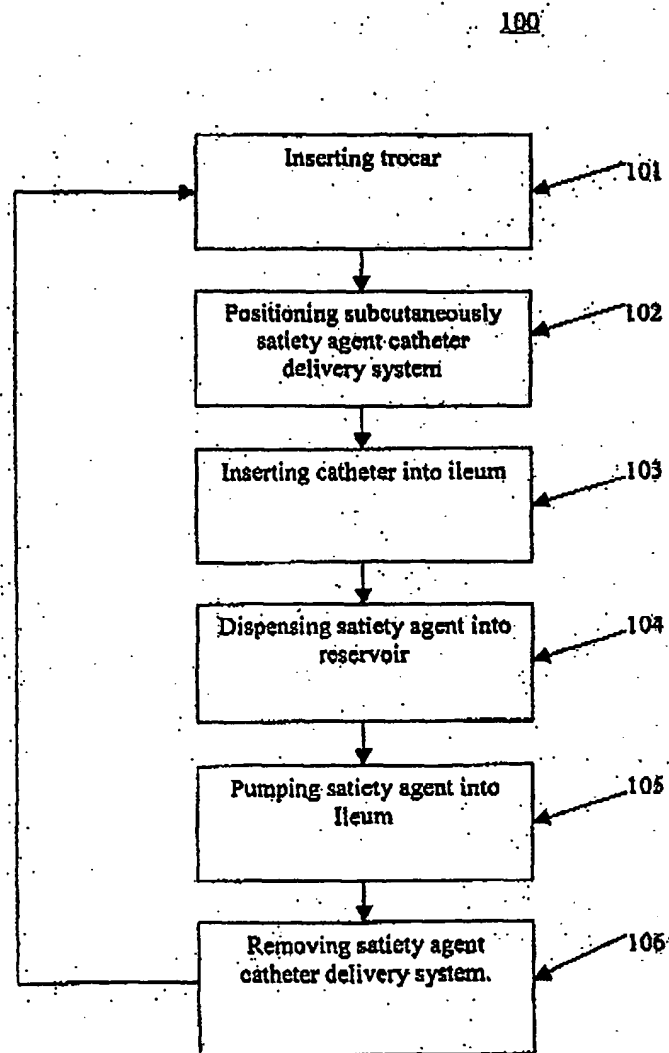 100
Inserting trocar
101
Positioning subcutaneously
satiety agent catheter
delivery system
102
Inserting catheter into ileum
103
Dispensing satiety agent into
reservoir
104
Pumping satiety agent into
Ileum
105
Removing satiety agent
catheter delivery system.
106